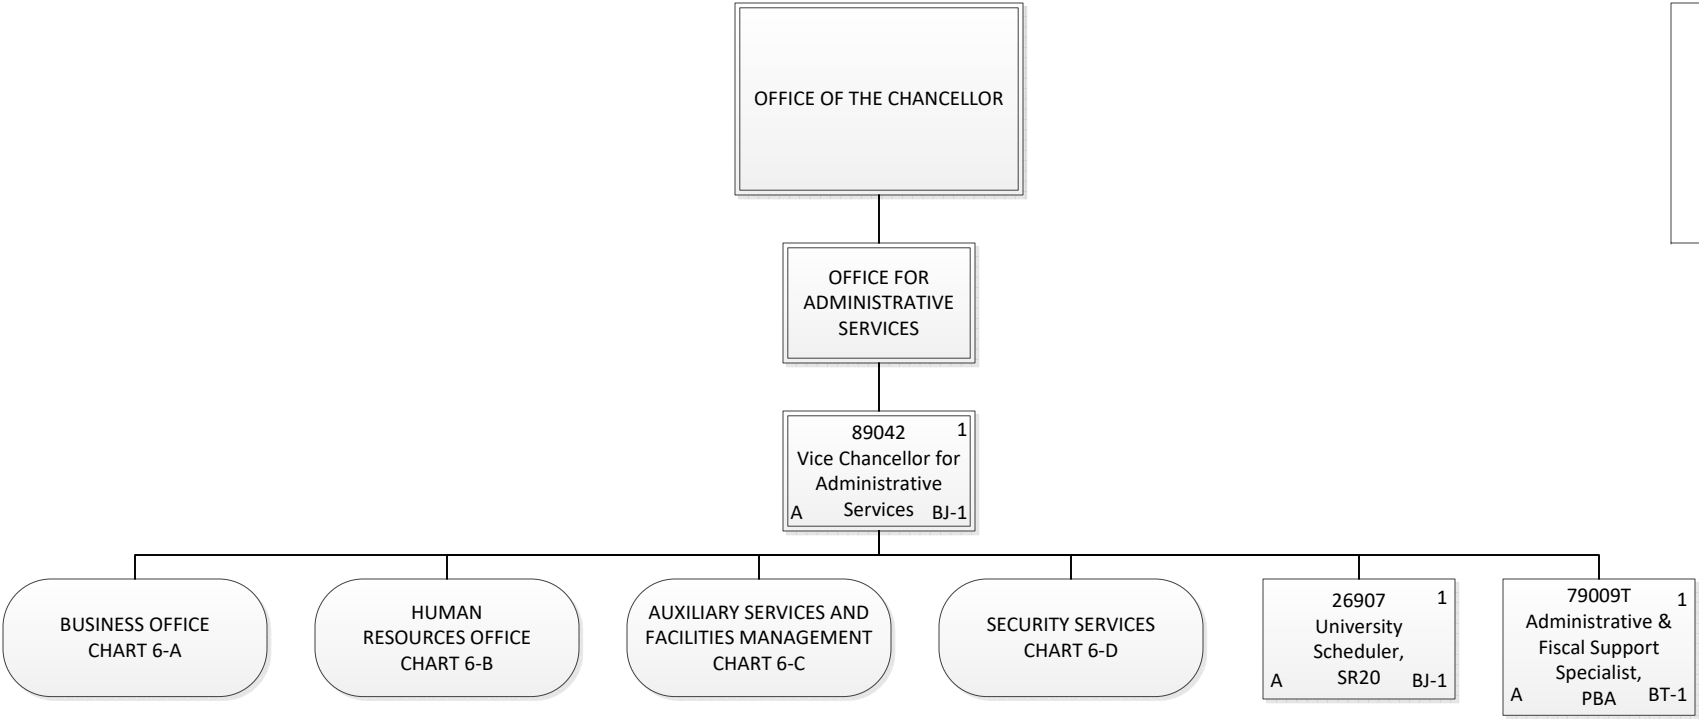 OFFICE OF THE CHANCELLOR
OFFICE FOR
ADMINISTRATIVE
SERVICES
89042 1
Vice Chancellor for
Administrative
A Services BJ-1
BUSINESS OFFICE
CHART 6-A
HUMAN
RESOURCES OFFICE
CHART 6-B
AUXILIARY SERVICES AND
FACILITIES MANAGEMENT
CHART 6-C
SECURITY SERVICES
CHART 6-D
26907 1
University
Scheduler,
A SR20 BJ-1
79009T 1
Administrative &
Fiscal Support
Specialist,
A PBA BT-1